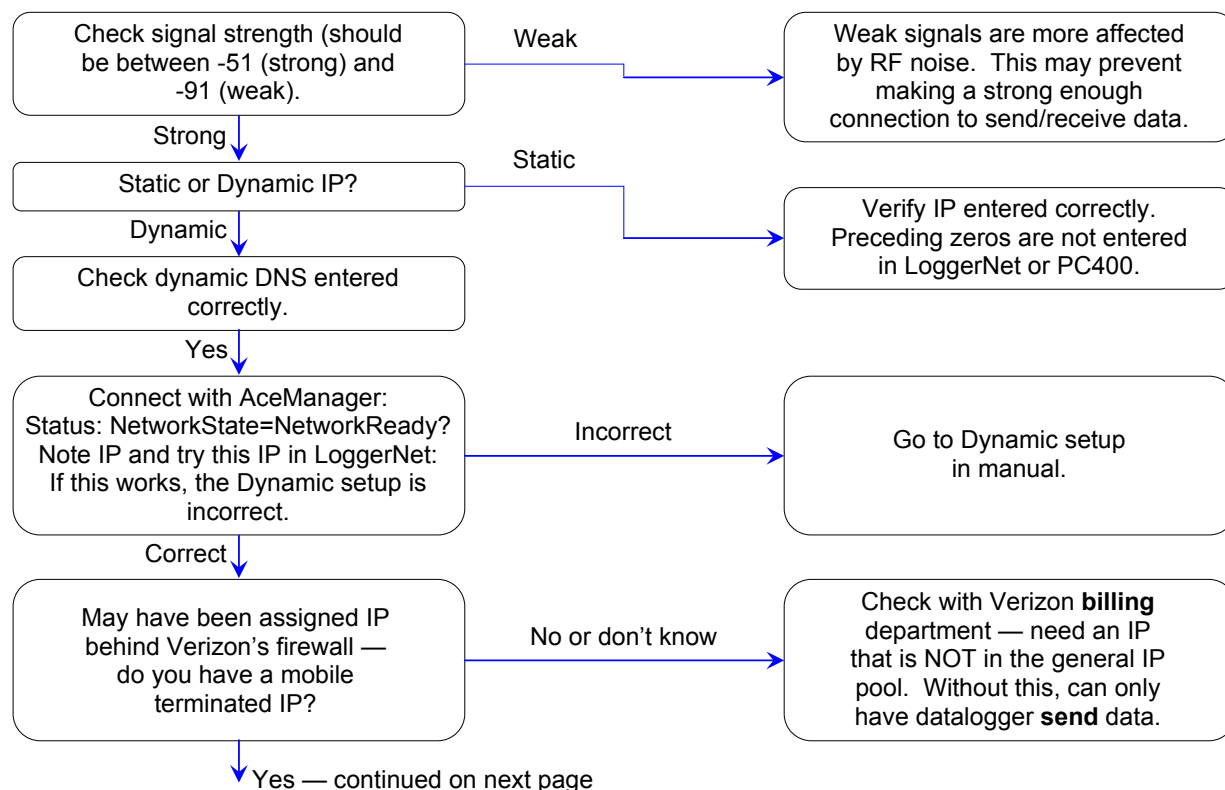 Check signal strength (should
be between -51 (strong) and
-91 (weak).
Weak
Weak signals are more affected
by RF noise. This may prevent
making a strong enough
connection to send/receive data.
Strong
Static or Dynamic IP?
Static
Verify IP entered correctly.
Preceding zeros are not entered
in LoggerNet or PC400.
Dynamic
Check dynamic DNS entered
correctly.
Yes
Connect with AceManager:
Status: NetworkState=NetworkReady?
Note IP and try this IP in LoggerNet:
If this works, the Dynamic setup is
incorrect.
Incorrect
Go to Dynamic setup
in manual.
Correct
May have been assigned IP
behind Verizon’s firewall —
do you have a mobile
terminated IP?
No or don’t know
Check with Verizon billing
department — need an IP
that is NOT in the general IP
pool. Without this, can only
have datalogger send data.
Yes — continued on next page